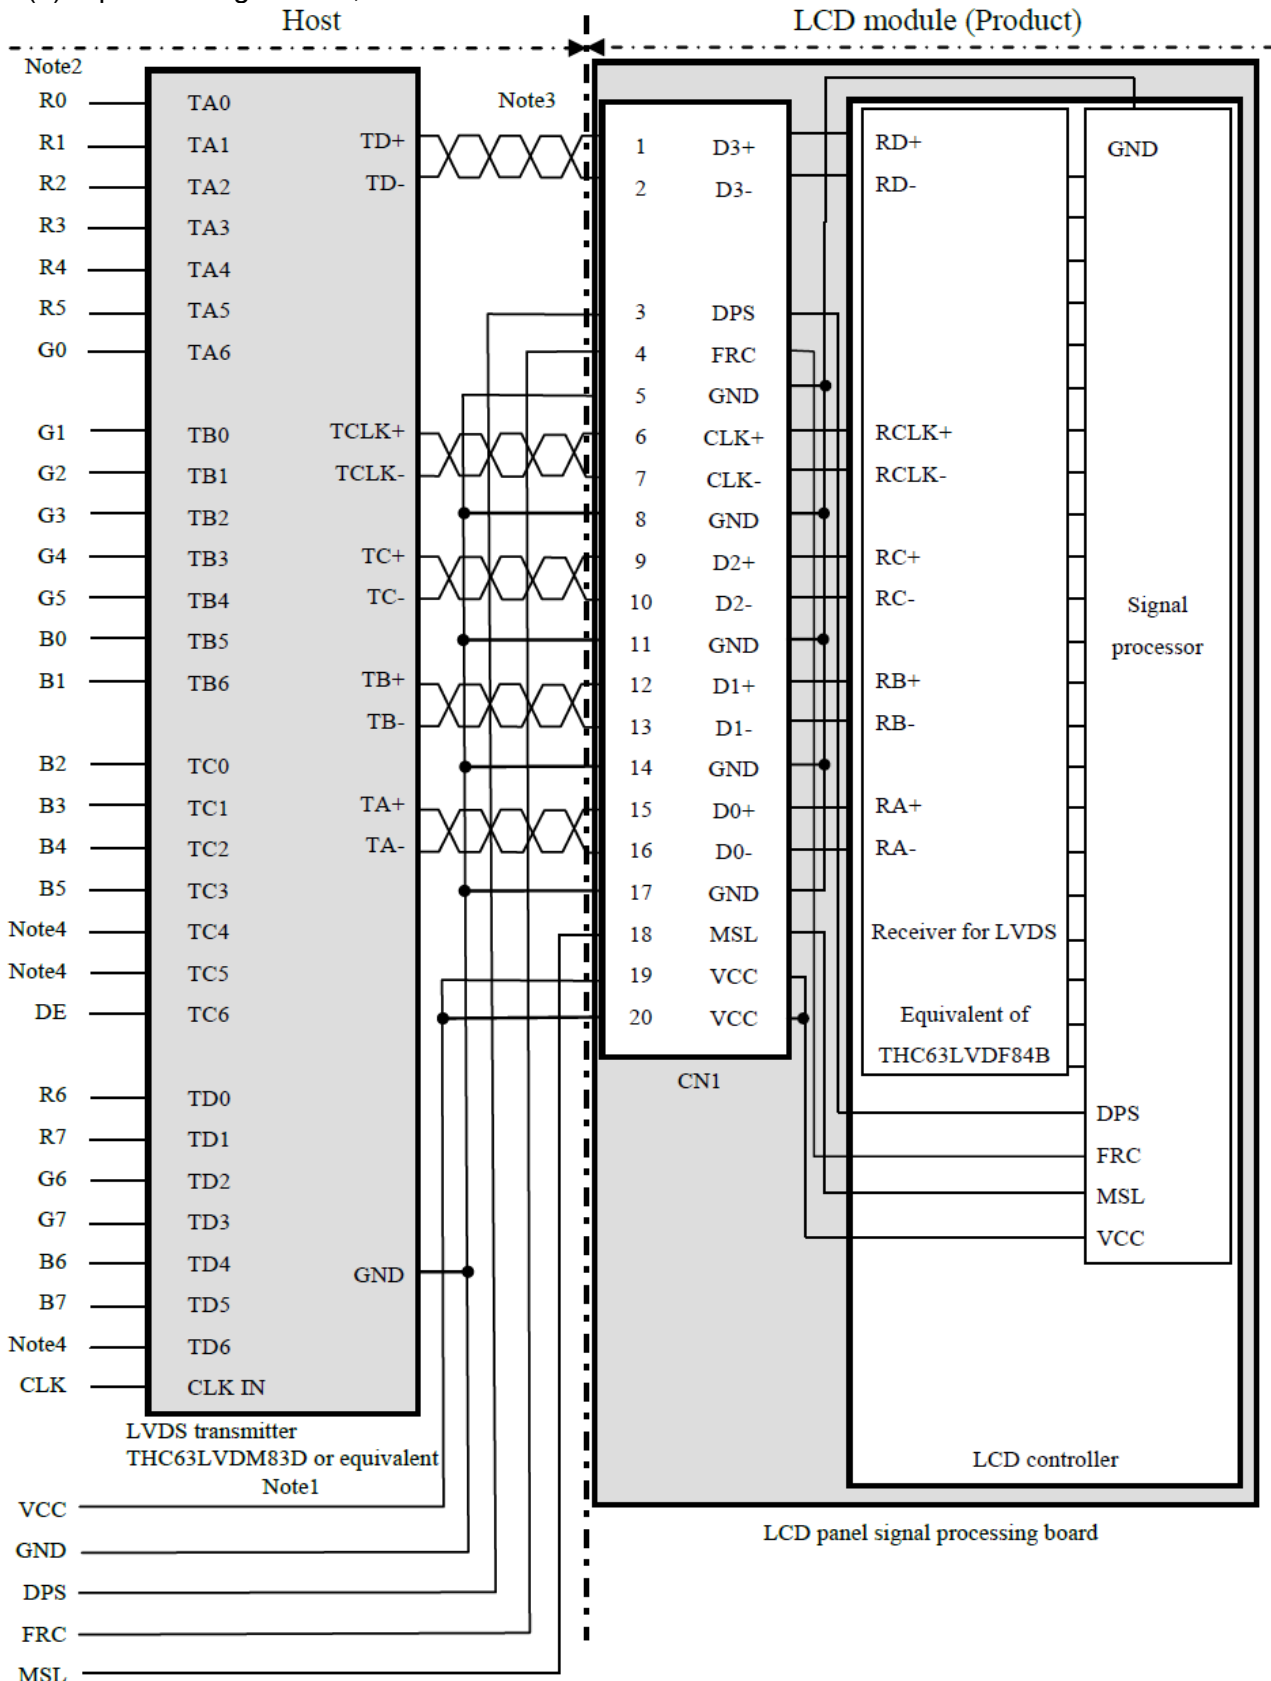 Host
LCD module (Product)
Note2
R0
R1
R2
R3
R4
R5
G0
G1
G2
G3
G4
G5
B0
B1
B2
B3
B4
B5
Note4
Note4
DE
R6
R7
G6
G7
B6
B7
Note4
CLK
TA0
TA1
TA2
TA3
TA4
TA5
TA6
TB0
TB1
TB2
TB3
TB4
TB5
TB6
TC0
TC1
TC2
TC3
TC4
TC5
TC6
TD0
TD1
TD2
TD3
TD4
TD5
TD6
CLK IN
TD+
TD-
TCLK+
TCLK-
TC+
TC-
TB+
TB-
TA+
TA-
GND
LVDS transmitter
THC63LVDM83D or equivalent
Note1
VCC
GND
DPS
FRC
MSL
Note3
1 D3+
2 D3-
3 DPS
4 FRC
5 GND
6 CLK+
7 CLK-
8 GND
9 D2+
10 D2-
11 GND
12 D1+
13 D1-
14 GND
15 D0+
16 D0-
17 GND
18 MSL
19 VCC
20 VCC
CN1
RD+
RD-
RCLK+
RCLK-
RC+
RC-
RB+
RB-
RA+
RA-
Receiver for LVDS
Equivalent of
THC63LVDF84B
GND
Signal
processor
DPS
FRC
MSL
VCC
LCD controller
LCD panel signal processing board